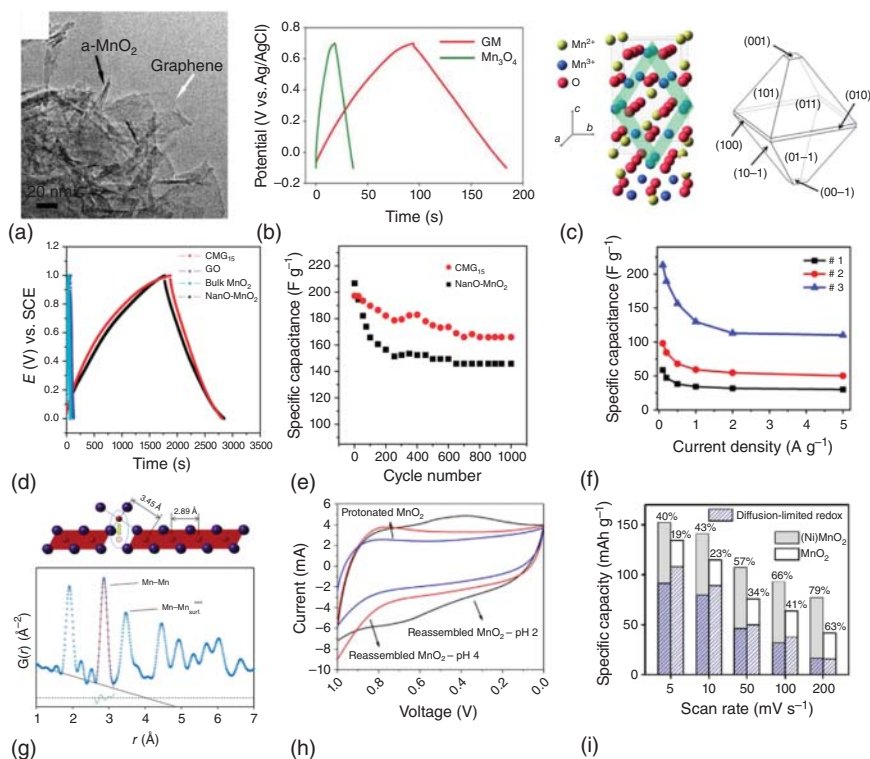 a-MnO₂
Graphene
20 nm
(a)
Potential (V vs. Ag/AgCl)
0.8
0.4
0.0
−0.2
GM
Mn₃O₄
0 50 100 150 200
Time (s)
(b)
Mn²⁺
Mn³⁺
O
c
a
b
(001)
(101)
(011)
(010)
(100)
(01–1)
(10–1)
(00–1)
(c)
E (V) vs. SCE
1.2
1.0
0.8
0.6
0.4
0.2
0.0
CMG₁₅
GO
Bulk MnO₂
NanO-MnO₂
0 500 1000 1500 2000 2500 3000 3500
Time (s)
(d)
Specific capacitance (F g⁻¹)
220
200
180
160
140
120
CMG₁₅
NanO-MnO₂
0 200 400 600 800 1000
Cycle number
(e)
Specific capacitance (F g⁻¹)
200
150
100
50
0
# 1
# 2
# 3
0 1 2 3 4 5
Current density (A g⁻¹)
(f)
3.45 Å
2.89 Å
G(r) (Å⁻²)
Mn–Mn
Mn–Mn surf.
1 2 3 4 5 6 7
r (Å)
(g)
Current (mA)
6
4
2
0
−2
−4
−6
−8
−10
Protonated MnO₂
Reassembled MnO₂ – pH 2
Reassembled MnO₂ – pH 4
1.0 0.8 0.6 0.4 0.2 0.0
Voltage (V)
(h)
Specific capacity (mAh g⁻¹)
150
100
50
0
Diffusion-limited redox
(Ni)MnO₂
MnO₂
40%
19%
43%
23%
57%
34%
66%
41%
79%
63%
5 10 50 100 200
Scan rate (mV s⁻¹)
(i)